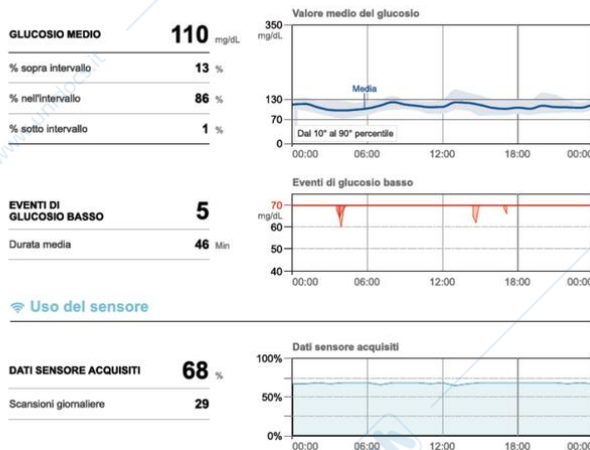 Valore medio del glucosio
GLUCOSIO MEDIO 110 mg/dL
% sopra intervallo 13 %
% nell'intervallo 86 %
% sotto intervallo 1 %
350
mg/dL
130
70
0
Media
Dal 10° al 90° percentile
00:00 06:00 12:00 18:00 00:00
Eventi di glucosio basso
EVENTI DI
GLUCOSIO BASSO 5
Durata media 46 Min
70
mg/dL
60
50
40
00:00 06:00 12:00 18:00 00:00
Uso del sensore
Dati sensore acquisiti
DATI SENSORE ACQUISITI 68 %
Scansioni giornaliere 29
100%
50%
0%
00:00 06:00 12:00 18:00 00:00